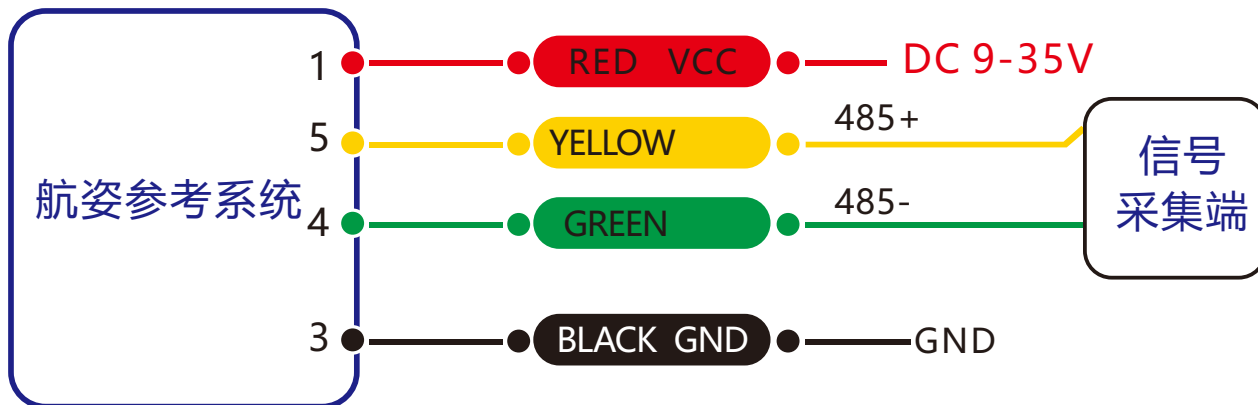 1 RED VCC DC 9-35V
5 YELLOW 485+
航姿参考系统
4 GREEN 485-
信号
采集端
3 BLACK GND GND